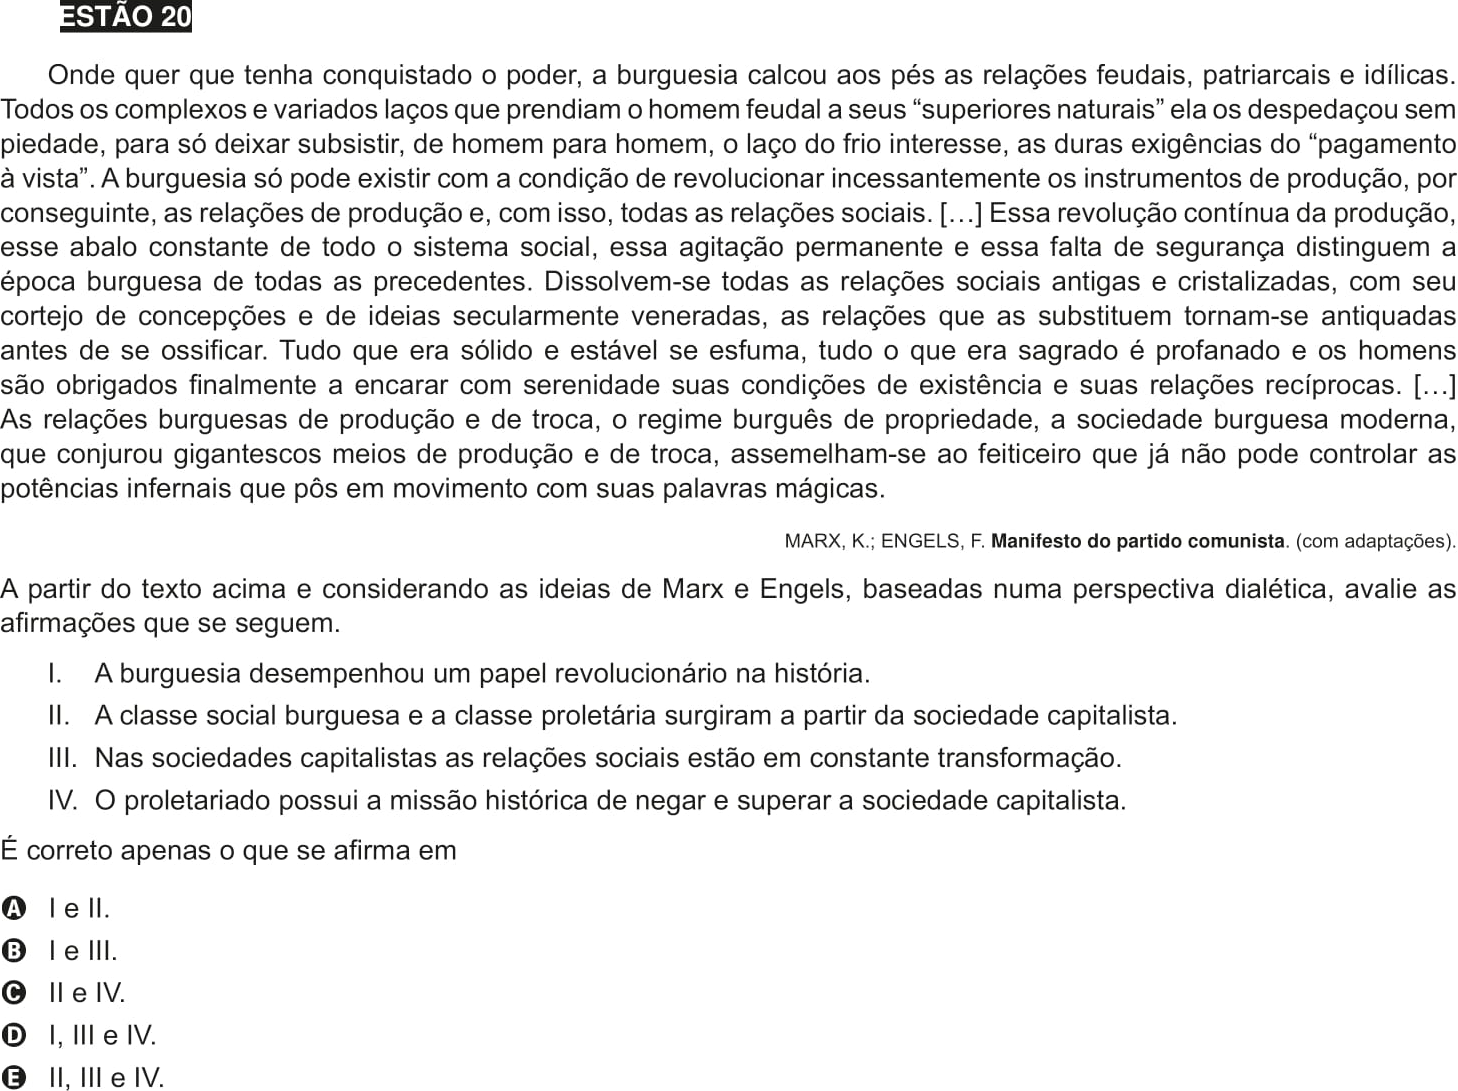 ESTÃO 20
Onde quer que tenha conquistado o poder, a burguesia calcou aos pés as relações feudais, patriarcais e idílicas.
Todos os complexos e variados laços que prendiam o homem feudal a seus “superiores naturais” ela os despedaçou sem
piedade, para só deixar subsistir, de homem para homem, o laço do frio interesse, as duras exigências do “pagamento
à vista”. A burguesia só pode existir com a condição de revolucionar incessantemente os instrumentos de produção, por
conseguinte, as relações de produção e, com isso, todas as relações sociais. […] Essa revolução contínua da produção,
esse abalo constante de todo o sistema social, essa agitação permanente e essa falta de segurança distinguem a
época burguesa de todas as precedentes. Dissolvem-se todas as relações sociais antigas e cristalizadas, com seu
cortejo de concepções e de ideias secularmente veneradas, as relações que as substituem tornam-se antiquadas
antes de se ossificar. Tudo que era sólido e estável se esfuma, tudo o que era sagrado é profanado e os homens
são obrigados finalmente a encarar com serenidade suas condições de existência e suas relações recíprocas. […]
As relações burguesas de produção e de troca, o regime burguês de propriedade, a sociedade burguesa moderna,
que conjurou gigantescos meios de produção e de troca, assemelham-se ao feiticeiro que já não pode controlar as
potências infernais que pôs em movimento com suas palavras mágicas.
MARX, K.; ENGELS, F. Manifesto do partido comunista. (com adaptações).
A partir do texto acima e considerando as ideias de Marx e Engels, baseadas numa perspectiva dialética, avalie as
afirmações que se seguem.
I. A burguesia desempenhou um papel revolucionário na história.
II. A classe social burguesa e a classe proletária surgiram a partir da sociedade capitalista.
III. Nas sociedades capitalistas as relações sociais estão em constante transformação.
IV. O proletariado possui a missão histórica de negar e superar a sociedade capitalista.
É correto apenas o que se afirma em
A I e II.
B I e III.
C II e IV.
D I, III e IV.
E II, III e IV.